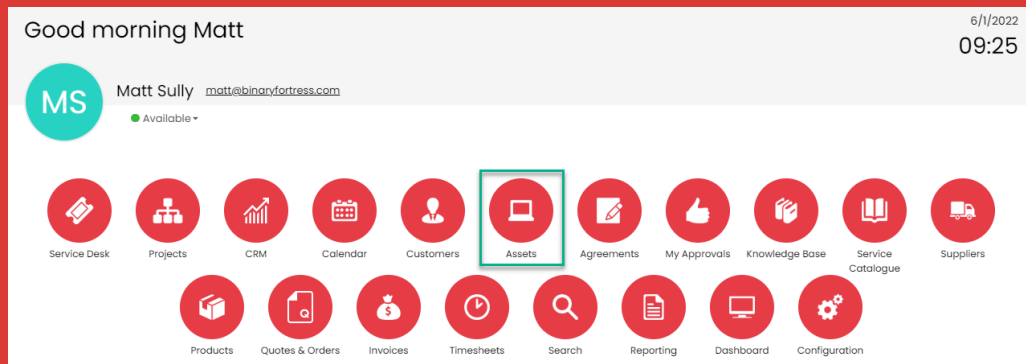 Good morning Matt
6/1/2022
09:25
MS
Matt Sully matt@binaryfortress.com
Available
Service Desk Projects CRM Calendar Customers Assets Agreements My Approvals Knowledge Base Service Catalogue Suppliers
Q $
Products Quotes & Orders Invoices Timesheets Search Reporting Dashboard Configuration